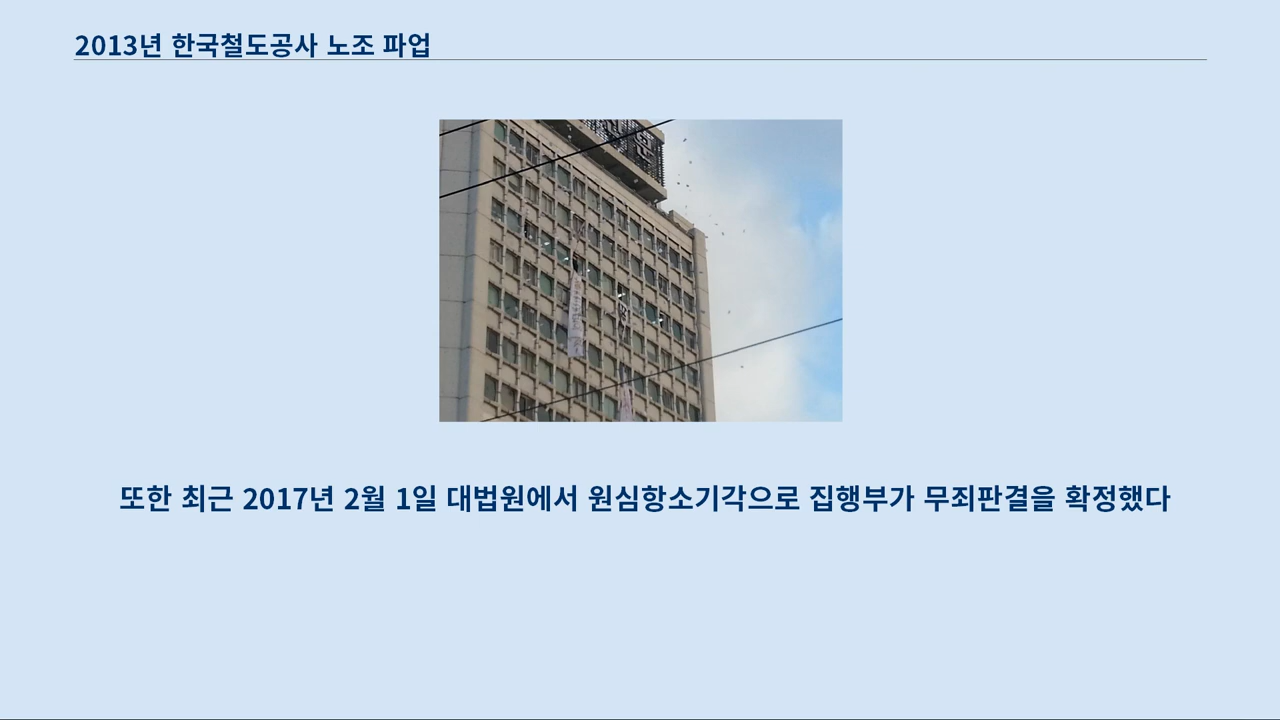 2013년 한국철도공사 노조 파업
또한 최근 2017년 2월 1일 대법원에서 원심항소기각으로 집행부가 무죄판결을 확정했다